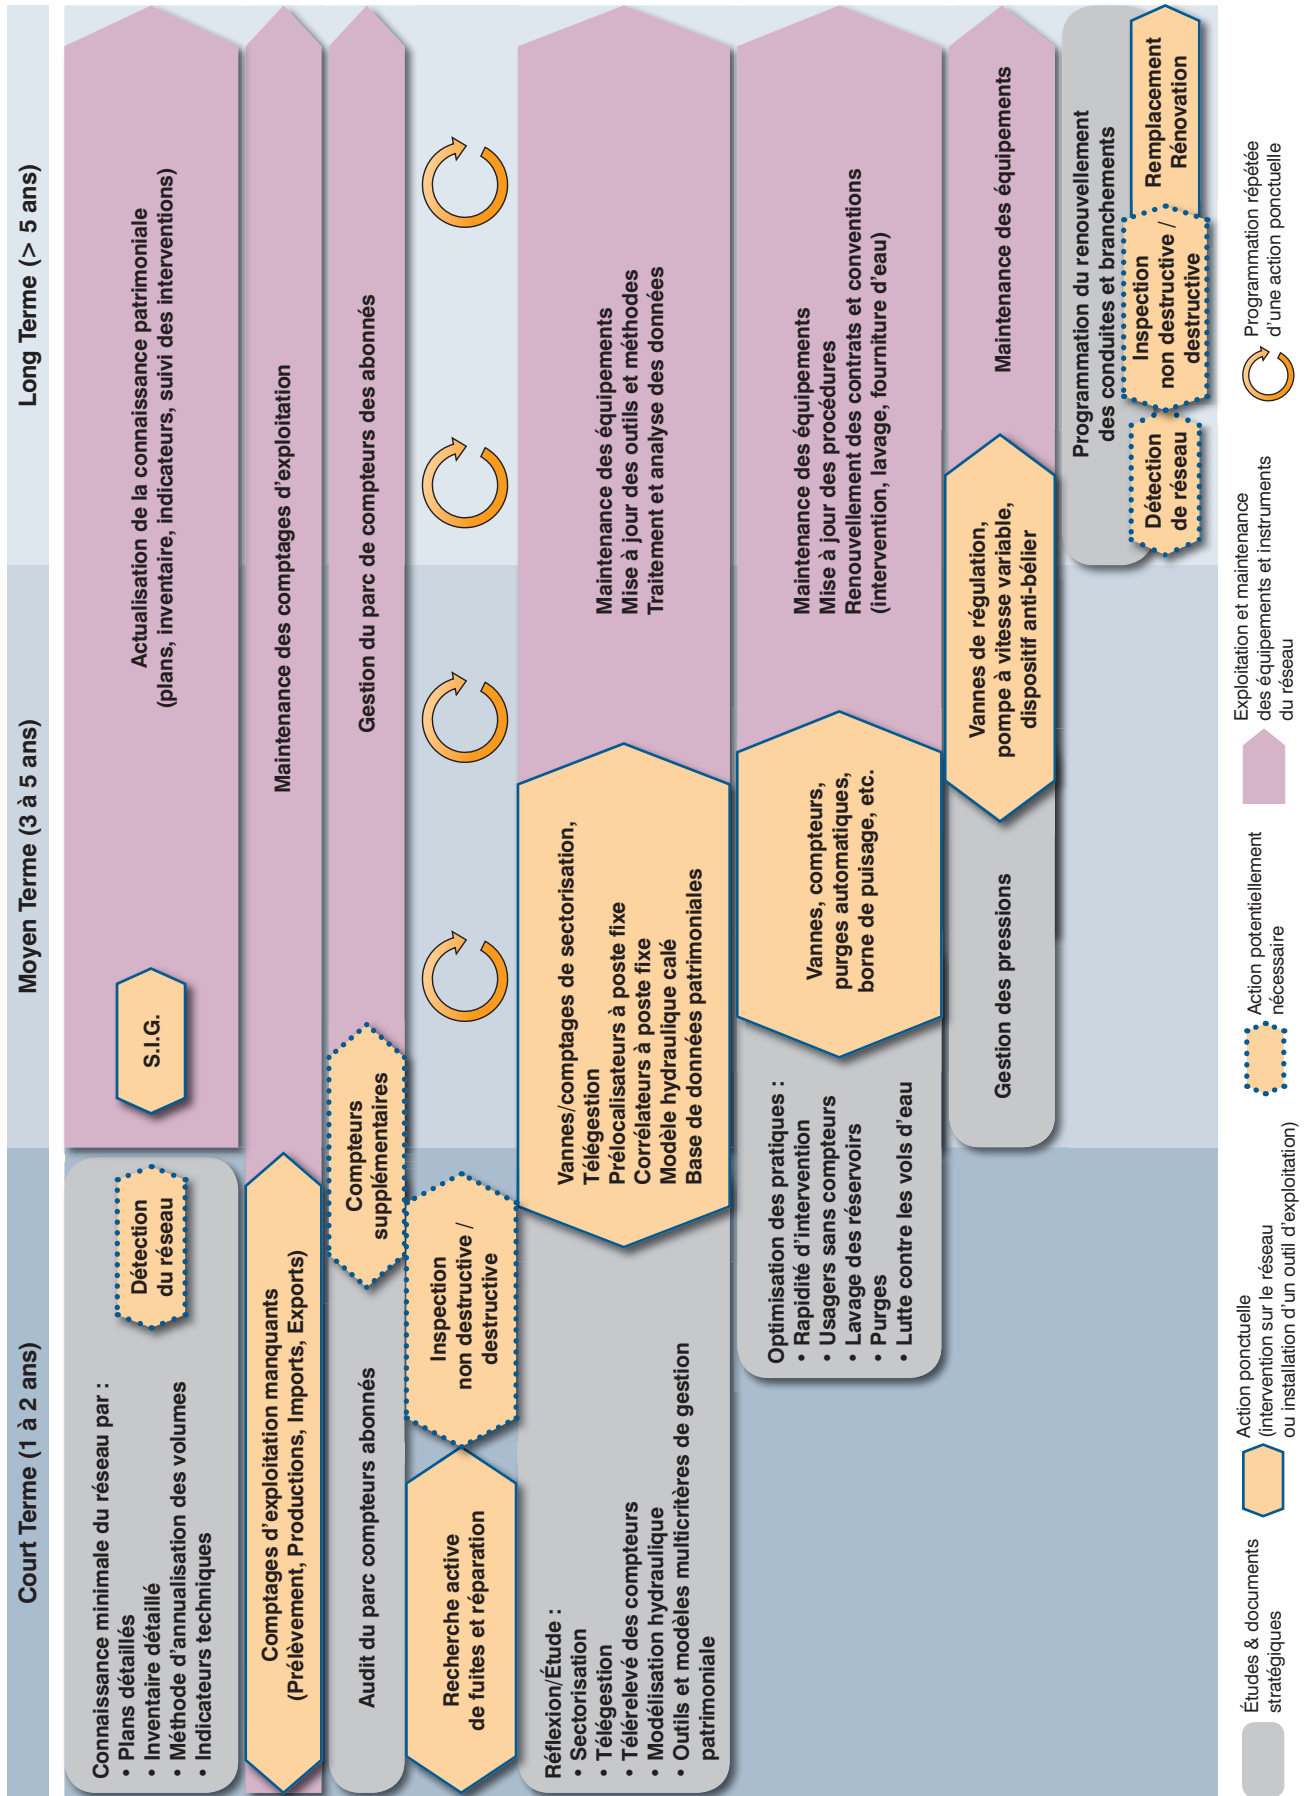 Court Terme (1 à 2 ans)
Moyen Terme (3 à 5 ans)
Long Terme (> 5 ans)
Connaissance minimale du réseau par :
• Plans détaillés
• Inventaire détaillé
• Méthode d'annualisation des volumes
• Indicateurs techniques
Détection
du réseau
S.I.G.
Actualisation de la connaissance patrimoniale
(plans, inventaire, indicateurs, suivi des interventions)
Comptages d'exploitation manquants
(Prélèvement, Productions, Imports, Exports)
Maintenance des comptages d'exploitation
Audit du parc compteurs abonnés
Compteurs
supplémentaires
Gestion du parc de compteurs des abonnés
Recherche active
de fuites et réparation
Inspection
non destructive /
destructive
Réflexion/Étude :
• Sectorisation
• Télégestion
• Télérelevé des compteurs
• Modélisation hydraulique
• Outils et modèles multicritères de gestion
patrimoniale
Vannes/comptages de sectorisation,
Télégestion
Prélocalisateurs à poste fixe
Corrélateurs à poste fixe
Modèle hydraulique calé
Base de données patrimoniales
Maintenance des équipements
Mise à jour des outils et méthodes
Traitement et analyse des données
Optimisation des pratiques :
• Rapidité d'intervention
• Usagers sans compteurs
• Lavage des réservoirs
• Purges
• Lutte contre les vols d'eau
Vannes, compteurs,
purges automatiques,
borne de puisage, etc.
Maintenance des équipements
Mise à jour des procédures
Renouvellement des contrats et conventions
(intervention, lavage, fourniture d'eau)
Gestion des pressions
Vannes de régulation,
pompe à vitesse variable,
dispositif anti-bélier
Maintenance des équipements
Programmation du renouvellement
des conduites et branchements
Détection
de réseau
Inspection
non destructive /
destructive
Remplacement
Rénovation
Études & documents
stratégiques
Action ponctuelle
(intervention sur le réseau
ou installation d'un outil d'exploitation)
Action potentiellement
nécessaire
Exploitation et maintenance
des équipements et instruments
du réseau
Programmation répétée
d'une action ponctuelle